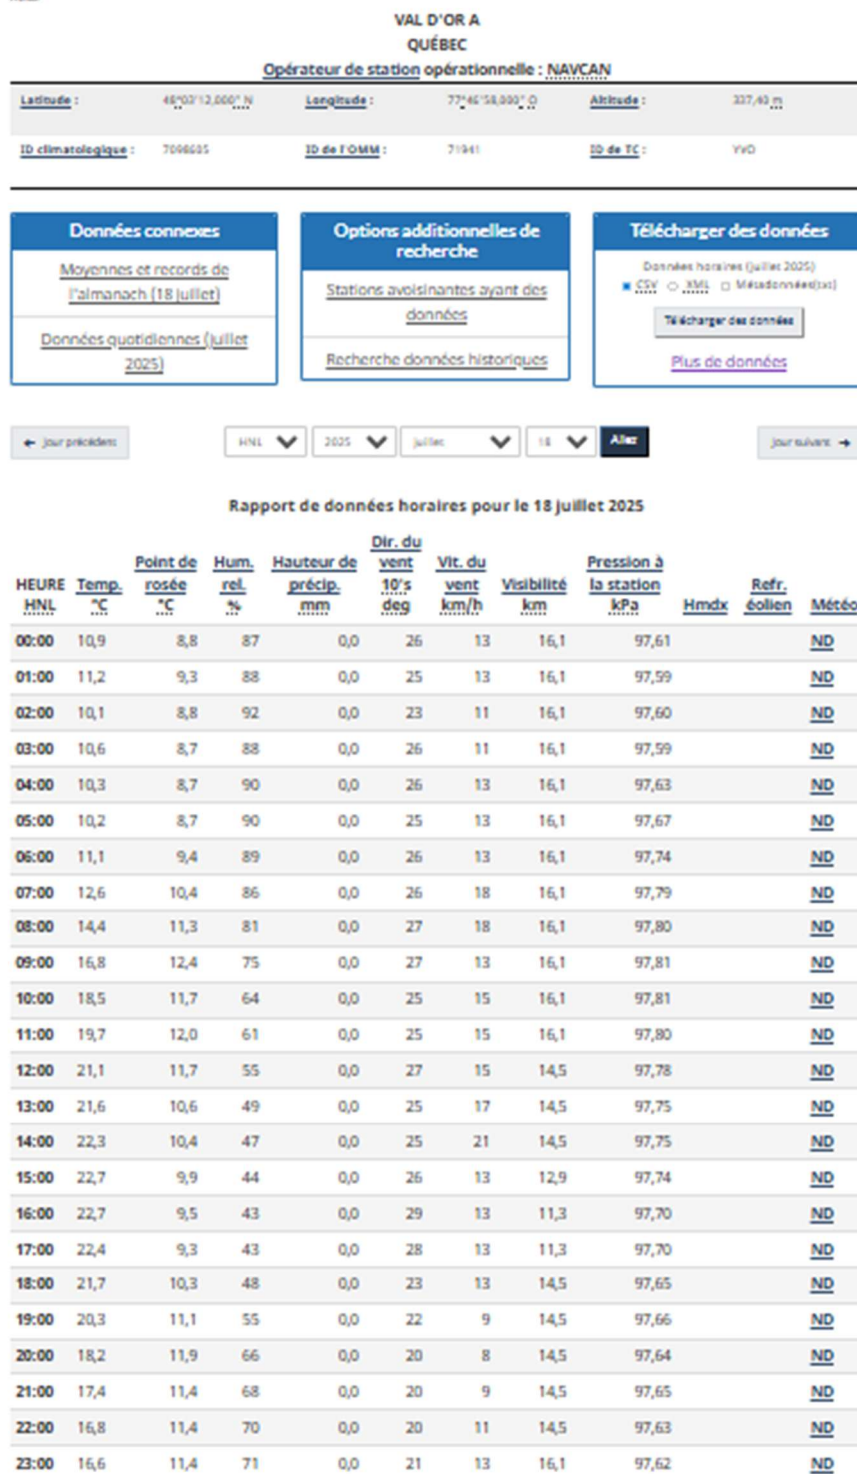 VAL D'OR A
QUÉBEC
Opérateur de station opérationnelle : NAVCAN
Latitude : 48°03'12,000" N Longitude : 77°46'58,000" O Altitude : 337,40 m
ID climatologique : 7098605 ID de l'OMM : 71941 ID de TC : YVO
Données connexes
Moyennes et records de
l'almanach (18 juillet)
Données quotidiennes (juillet
2025)
Options additionnelles de
recherche
Stations avoisinantes ayant des
données
Recherche données historiques
Télécharger des données
Données horaires (juillet 2025)
CSV XML Métadonnées(txt)
Télécharger des données
Plus de données
← Jour précédent HNL 2025 juillet 18 Allez Jour suivant →
Rapport de données horaires pour le 18 juillet 2025
HEURE HNL Temp. °C Point de rosée °C Hum. rel. % Hauteur de précip. mm Dir. du vent 10's deg Vit. du vent km/h Visibilité km Pression à la station kPa Hmdx Refr. éolien Météo
00:00 10,9 8,8 87 0,0 26 13 16,1 97,61 ND
01:00 11,2 9,3 88 0,0 25 13 16,1 97,59 ND
02:00 10,1 8,8 92 0,0 23 11 16,1 97,60 ND
03:00 10,6 8,7 88 0,0 26 11 16,1 97,59 ND
04:00 10,3 8,7 90 0,0 26 13 16,1 97,63 ND
05:00 10,2 8,7 90 0,0 25 13 16,1 97,67 ND
06:00 11,1 9,4 89 0,0 26 13 16,1 97,74 ND
07:00 12,6 10,4 86 0,0 26 18 16,1 97,79 ND
08:00 14,4 11,3 81 0,0 27 18 16,1 97,80 ND
09:00 16,8 12,4 75 0,0 27 13 16,1 97,81 ND
10:00 18,5 11,7 64 0,0 25 15 16,1 97,81 ND
11:00 19,7 12,0 61 0,0 25 15 16,1 97,80 ND
12:00 21,1 11,7 55 0,0 27 15 14,5 97,78 ND
13:00 21,6 10,6 49 0,0 25 17 14,5 97,75 ND
14:00 22,3 10,4 47 0,0 25 21 14,5 97,75 ND
15:00 22,7 9,9 44 0,0 26 13 12,9 97,74 ND
16:00 22,7 9,5 43 0,0 29 13 11,3 97,70 ND
17:00 22,4 9,3 43 0,0 28 13 11,3 97,70 ND
18:00 21,7 10,3 48 0,0 23 13 14,5 97,65 ND
19:00 20,3 11,1 55 0,0 22 9 14,5 97,66 ND
20:00 18,2 11,9 66 0,0 20 8 14,5 97,64 ND
21:00 17,4 11,4 68 0,0 20 9 14,5 97,65 ND
22:00 16,8 11,4 70 0,0 20 11 14,5 97,63 ND
23:00 16,6 11,4 71 0,0 21 13 16,1 97,62 ND